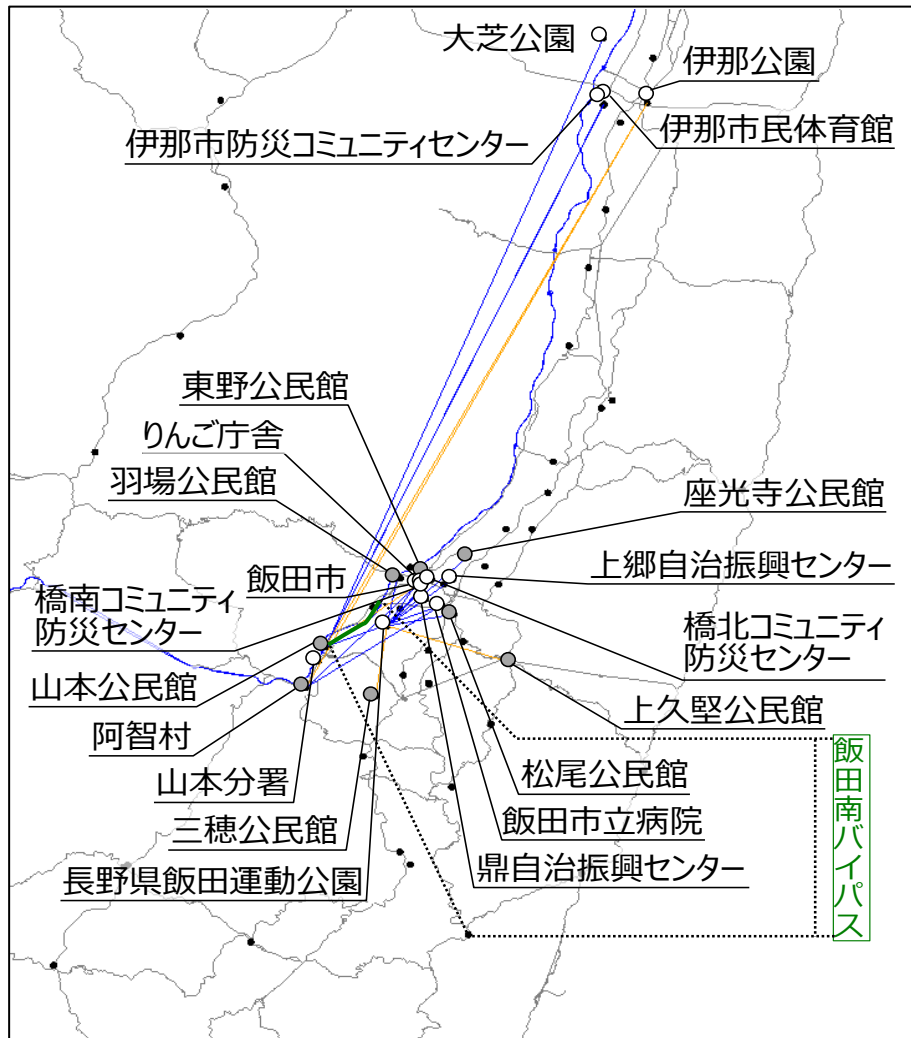 大芝公園
伊那公園
伊那市防災コミュニティセンター
伊那市民体育館
東野公民館
りんご庁舎
羽場公民館
座光寺公民館
飯田市
上郷自治振興センター
橋南コミュニティ
防災センター
橋北コミュニティ
防災センター
山本公民館
阿智村
上久堅公民館
山本分署
松尾公民館
三穂公民館
飯田市立病院
長野県飯田運動公園
鼎自治振興センター
飯田南バイパス